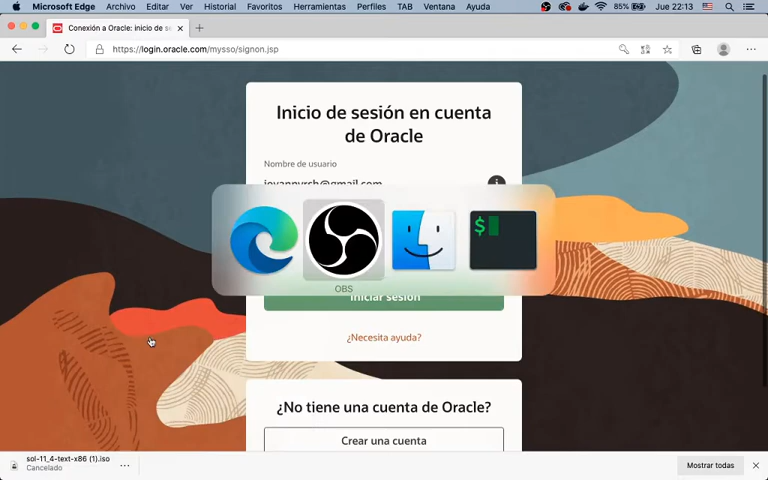 Microsoft Edge Archivo Editar Ver Historial Favoritos Herramientas Perfiles TAB Ventana Ayuda 85% Jue 22:13
Conexión a Oracle: inicio de se
https://login.oracle.com/mysso/signon.jsp
Inicio de sesión en cuenta
de Oracle
Nombre de usuario
i
$
OBS
Iniciar sesión
¿Necesita ayuda?
¿No tiene una cuenta de Oracle?
Crear una cuenta
sol-11_4-text-x86 (1).iso
Cancelado
Mostrar todas